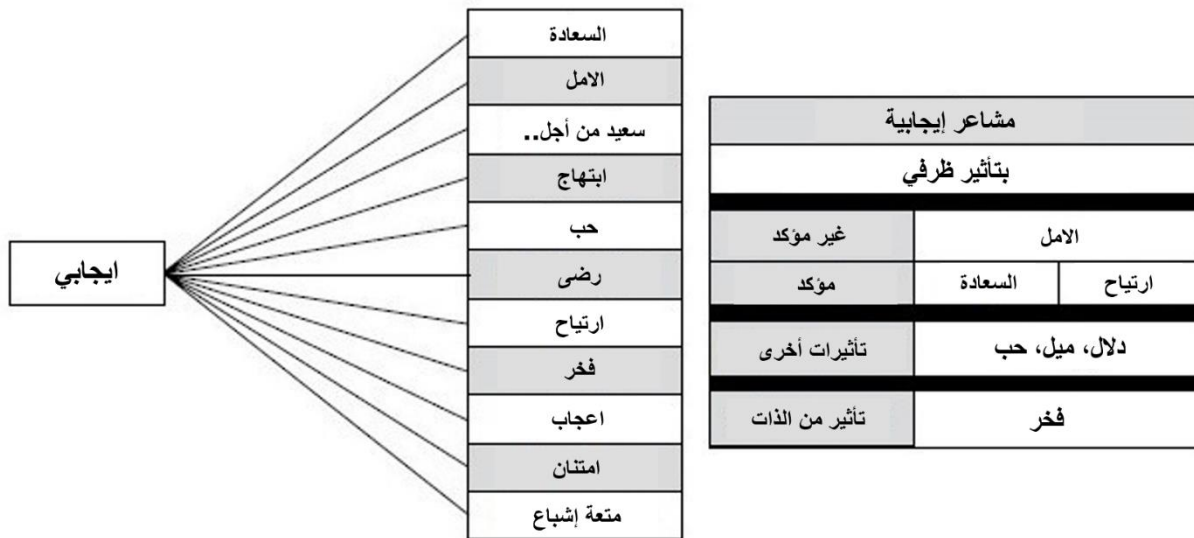 ايجابي
السعادة
الامل
سعيد من أجل..
ابتهاج
حب
رضى
ارتياح
فخر
اعجاب
امتنان
متعة إشباع
مشاعر إيجابية
بتأثير ظرفي
غير مؤكد
الامل
مؤكد
السعادة
ارتياح
تأثيرات أخرى
دلال، ميل، حب
تأثير من الذات
فخر